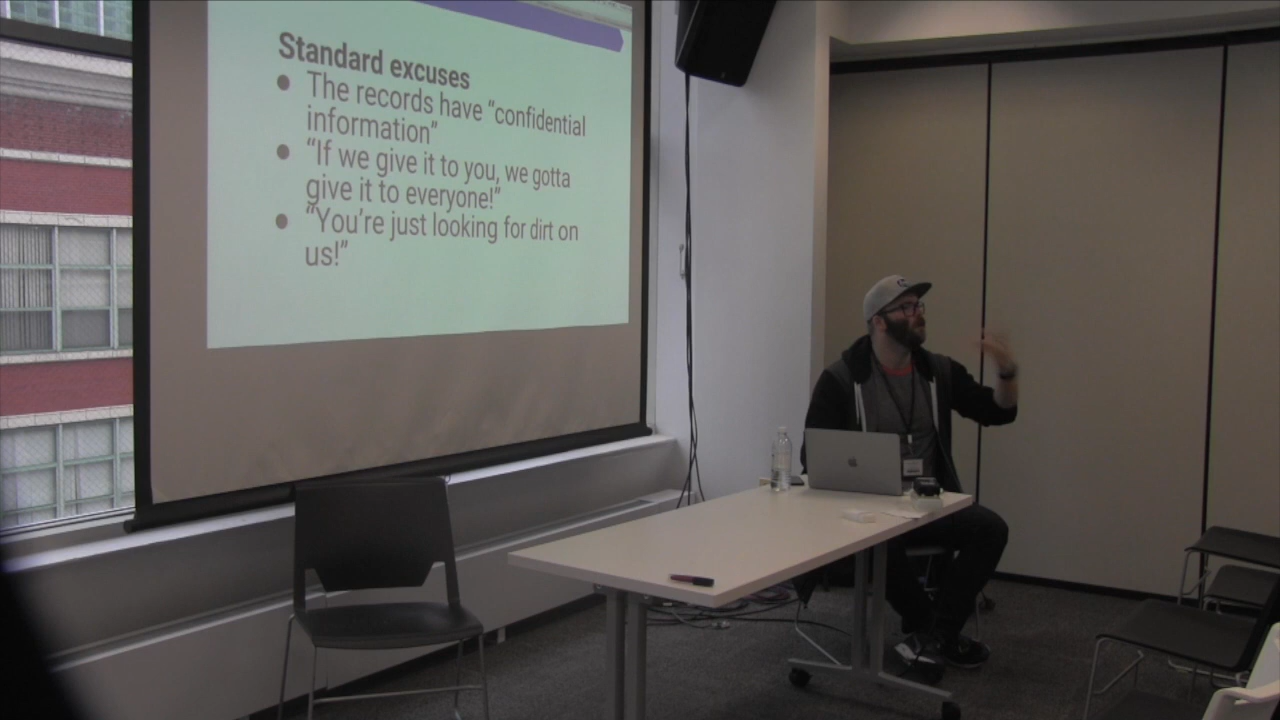 Standard excuses
● The records have “confidential
information”
● “If we give it to you, we gotta
give it to everyone!”
● “You’re just looking for dirt on
us!”